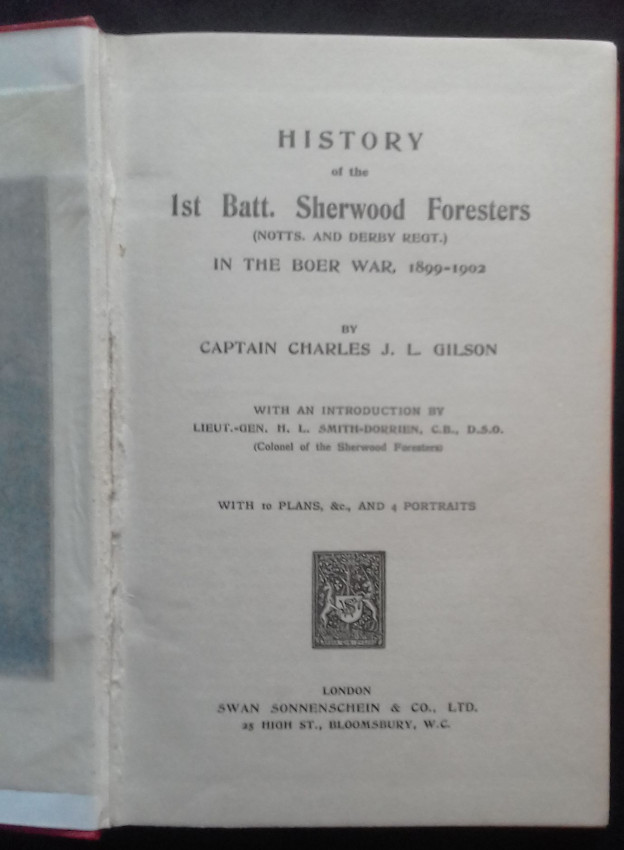 HISTORY
of the
1st Batt. Sherwood Foresters
(NOTTS. AND DERBY REGT.)
IN THE BOER WAR, 1899-1902
BY
CAPTAIN CHARLES J. L. GILSON
WITH AN INTRODUCTION BY
LIEUT.-GEN. H. L. SMITH-DORRIEN, C.B., D.S.O.
(Colonel of the Sherwood Foresters)
WITH 10 PLANS, &c., AND 4 PORTRAITS
LONDON
SWAN SONNENSCHEIN & CO., LTD.
25 HIGH ST., BLOOMSBURY, W.C.